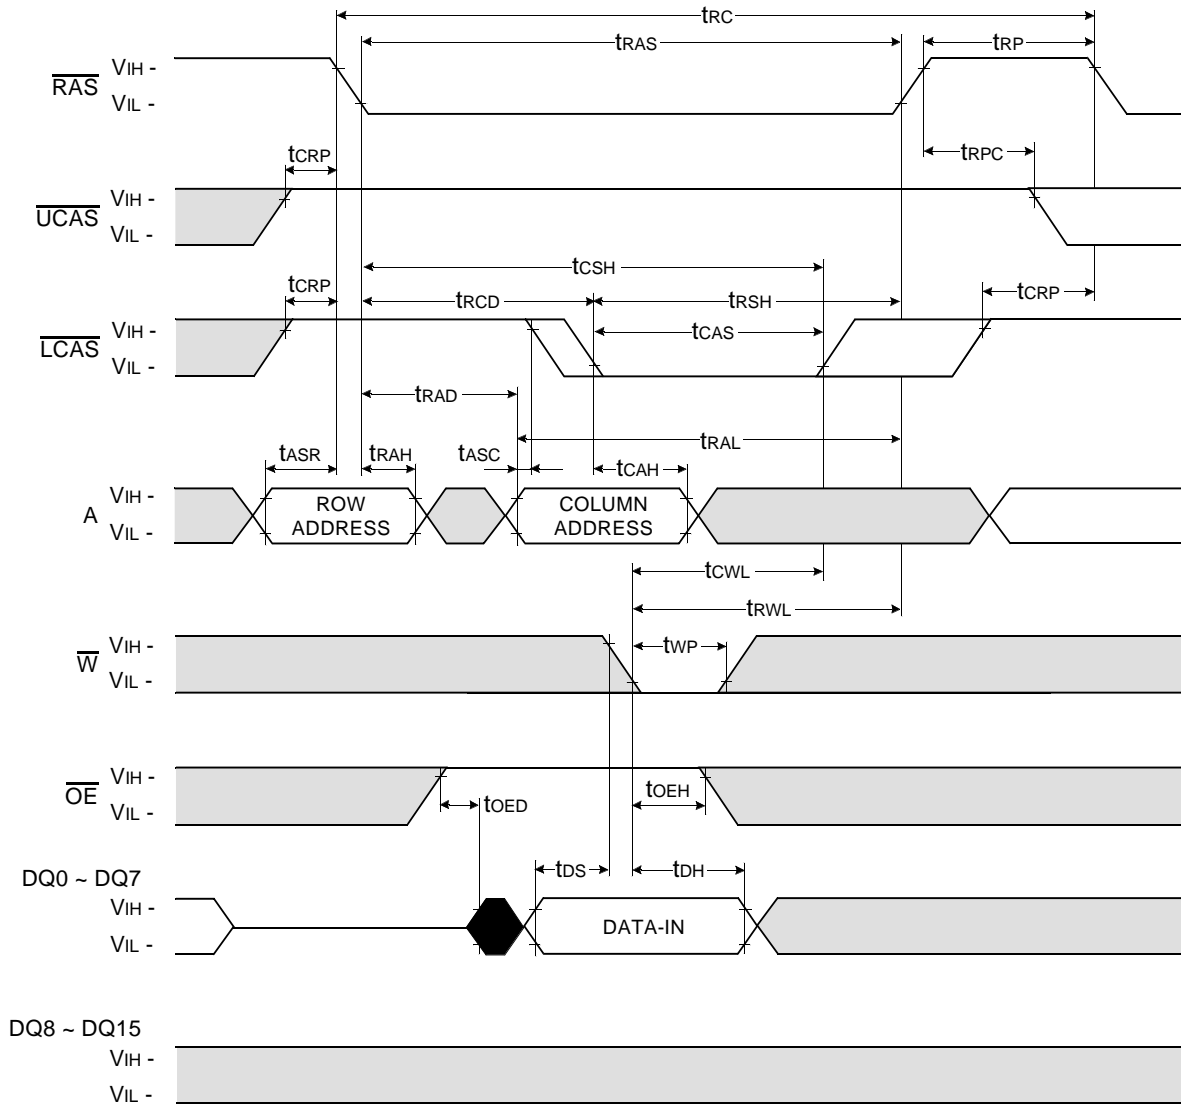 tRC
tRAS
tRP
RAS
VIH -
VIL -
tCRP
tRPC
UCAS
VIH -
VIL -
tCSH
tCRP
tRCD
tRSH
tCRP
LCAS
VIH -
VIL -
tCAS
tRAD
tRAL
tASR
tRAH
tASC
tCAH
A
VIH -
VIL -
ROW
ADDRESS
COLUMN
ADDRESS
tCWL
tRWL
W
VIH -
VIL -
tWP
OE
VIH -
VIL -
tOED
tOEH
tDS
tDH
DQ0 ~ DQ7
VIH -
VIL -
DATA-IN
DQ8 ~ DQ15
VIH -
VIL -